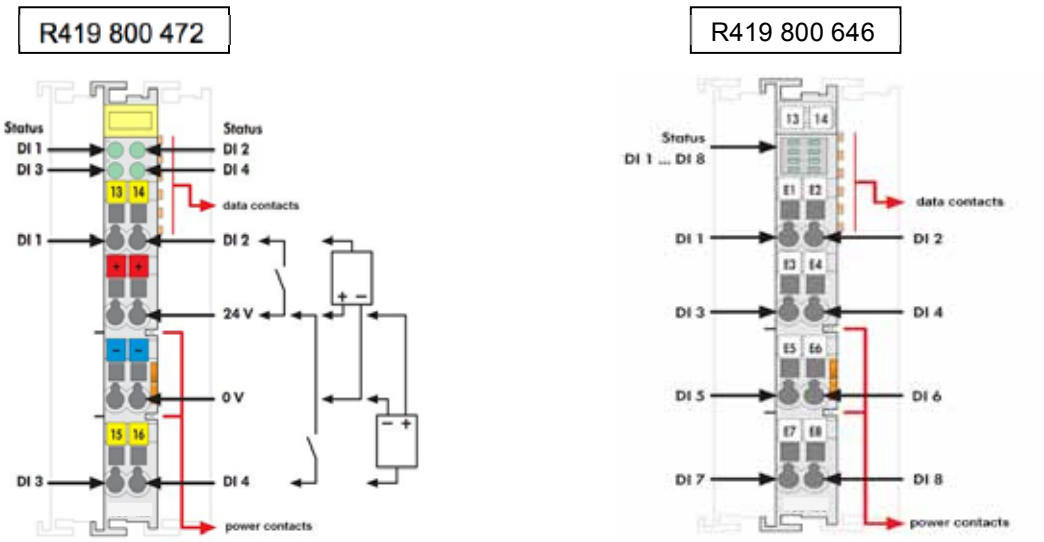 R419 800 472
R419 800 646
Status
Status
DI 1
DI 2
DI 3
DI 4
13 14
data contacts
DI 1
DI 2
+ +
+ −
24 V
− −
0 V
− +
15 16
DI 3
DI 4
power contacts
13 14
Status
DI 1 ... DI 8
E1 E2
data contacts
DI 1
DI 2
E3 E4
DI 3
DI 4
E5 E6
DI 5
DI 6
E7 E8
DI 7
DI 8
power contacts